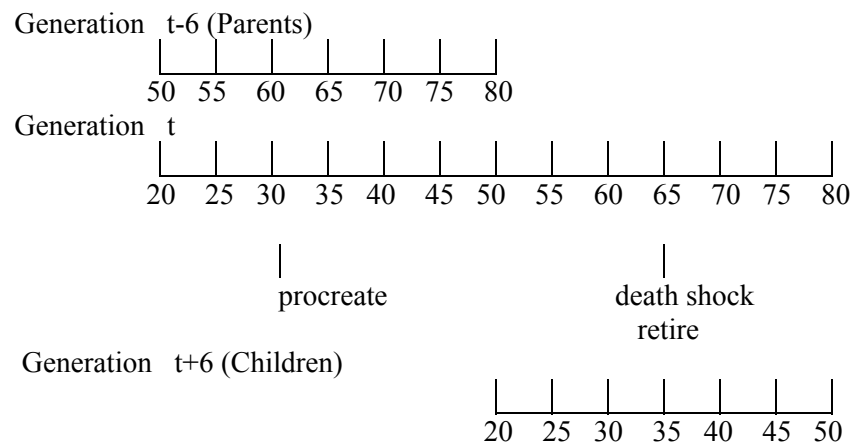 Generation t-6 (Parents)
50 55 60 65 70 75 80
Generation t
20 25 30 35 40 45 50 55 60 65 70 75 80
procreate death shock
retire
Generation t+6 (Children)
20 25 30 35 40 45 50